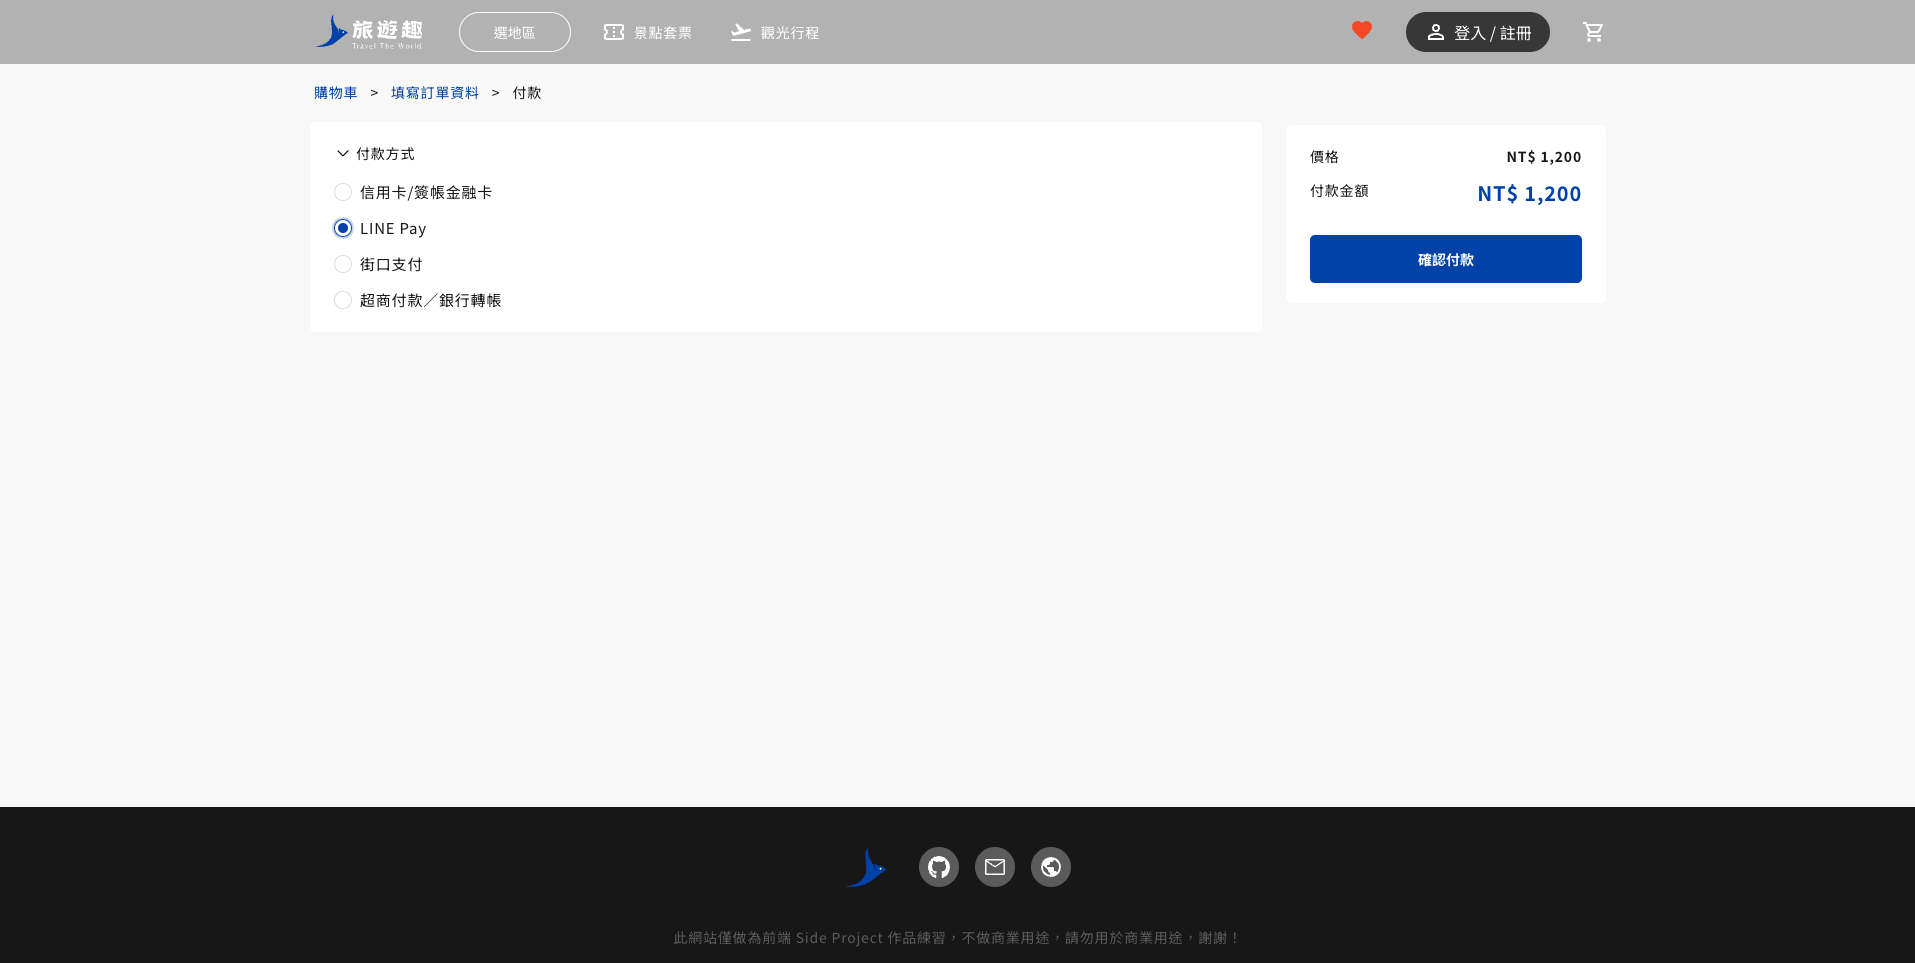 旅遊趣
Travel The World
選地區
景點套票
觀光行程
登入 / 註冊
購物車 > 填寫訂單資料 > 付款
付款方式
信用卡/簽帳金融卡
LINE Pay
街口支付
超商付款／銀行轉帳
價格 NT$ 1,200
付款金額 NT$ 1,200
確認付款
此網站僅做為前端 Side Project 作品練習，不做商業用途，請勿用於商業用途，謝謝！